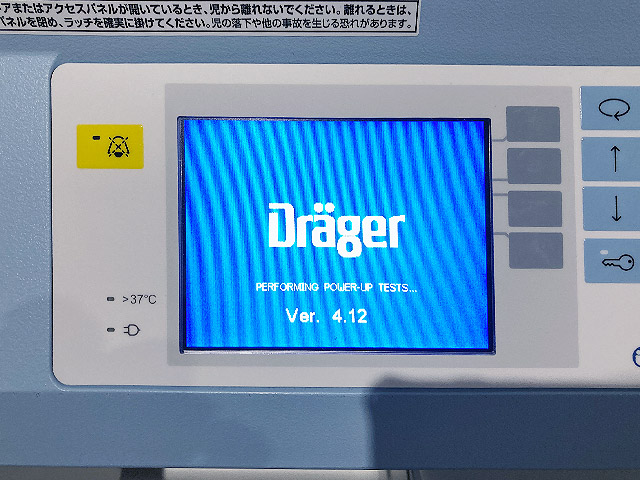 アまたはアクセスパネルが開いているとき、児から離れないでください。離れるときは、
パネルを閉め、ラッチを確実に掛けてください。児の落下や他の事故を生じる恐れがあります。
Dräger
PERFORMING POWER-UP TESTS...
Ver. 4.12
>37°C